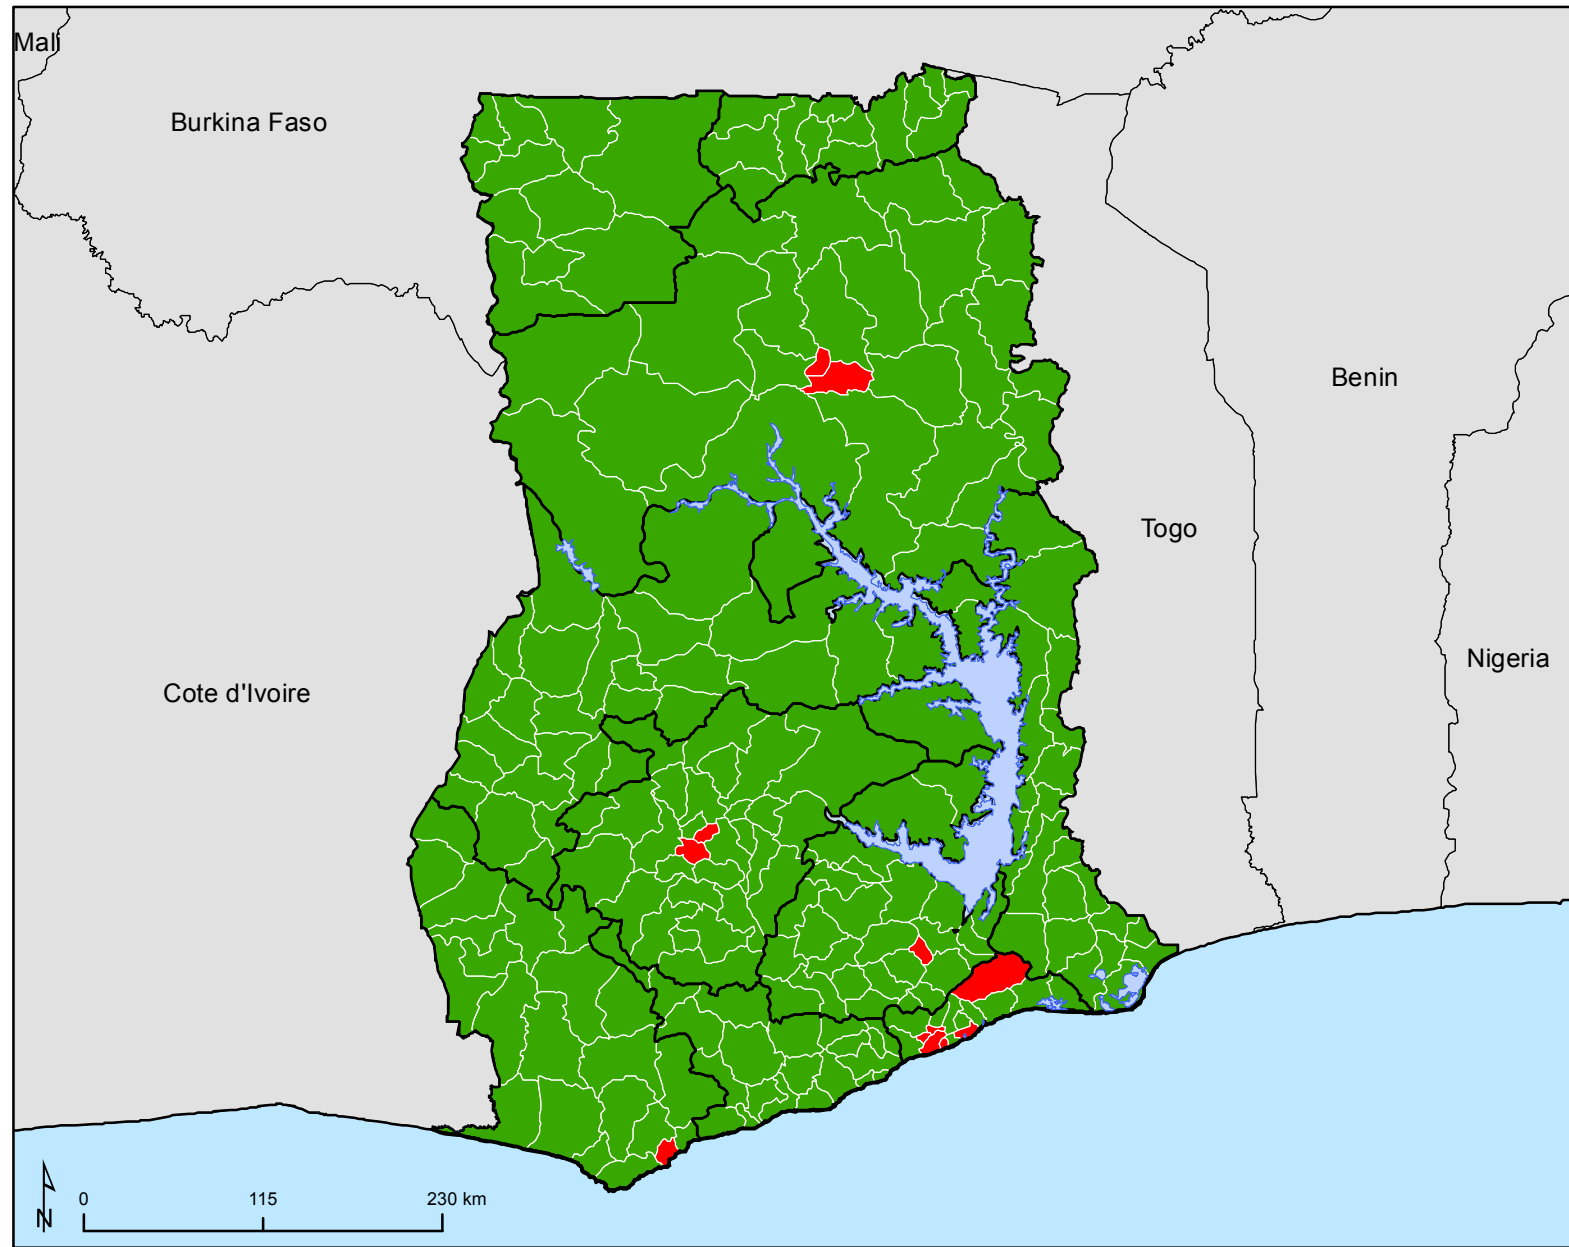 Mali
Burkina Faso
Benin
Togo
Nigeria
Cote d'Ivoire
N
0 115 230 km